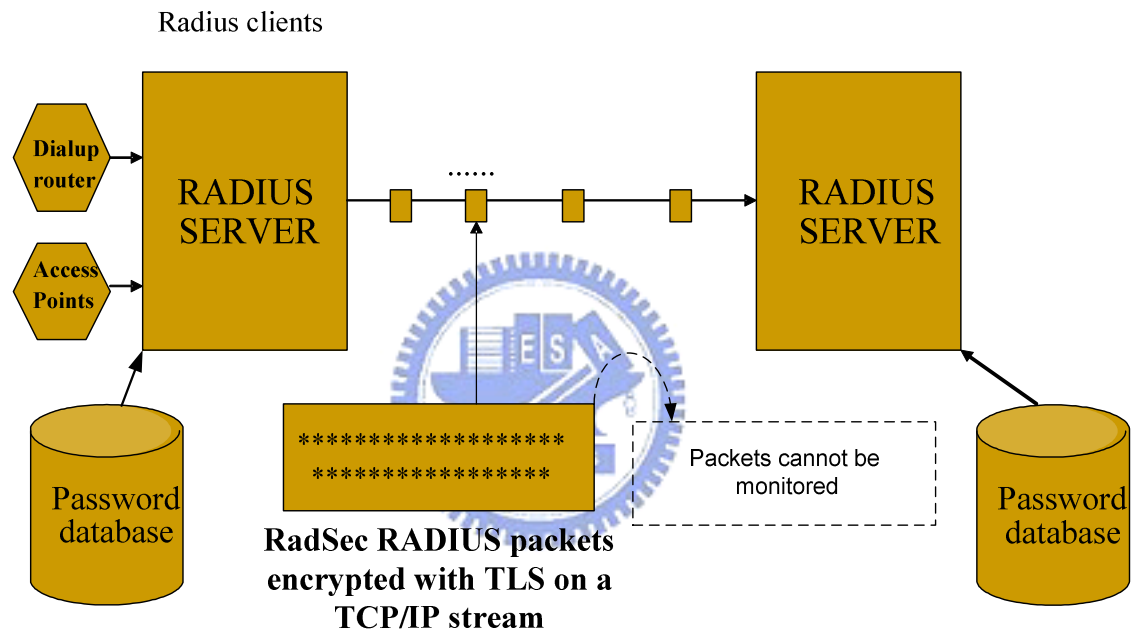 Radius clients
Dialup
router
Access
Points
RADIUS
SERVER
......
RADIUS
SERVER
E S A
*******************
*****************
Packets cannot be
monitored
Password
database
RadSec RADIUS packets
encrypted with TLS on a
TCP/IP stream
Password
database